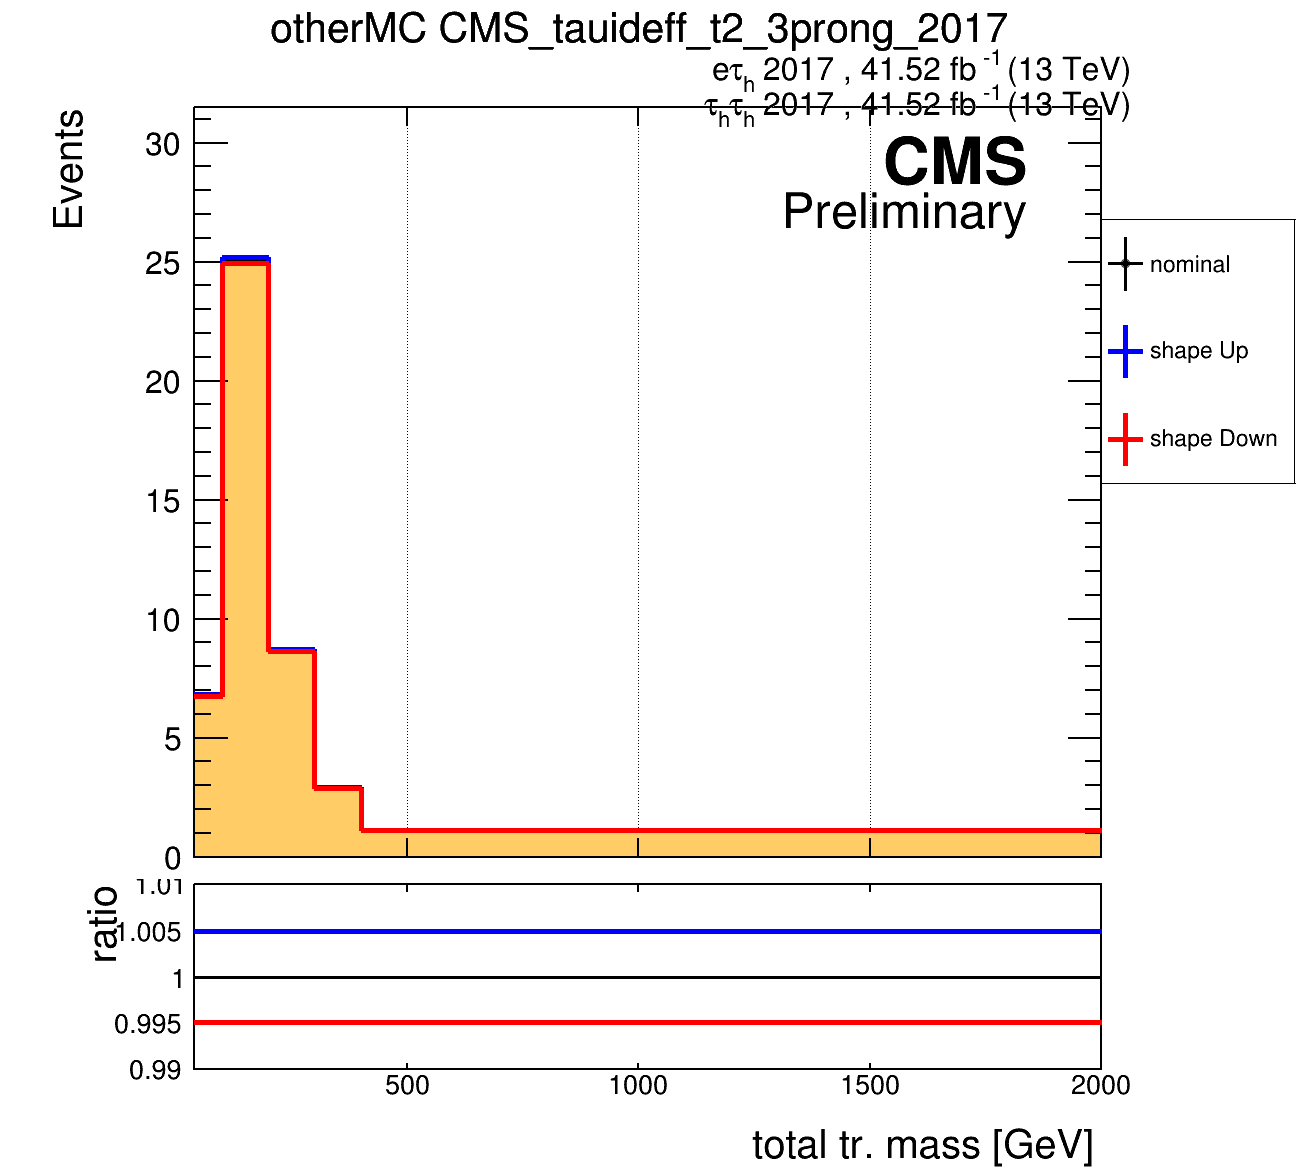 otherMC CMS_tauideff_t2_3prong_2017
eτh 2017 , 41.52 fb -1 (13 TeV)
τhτh 2017 , 41.52 fb -1 (13 TeV)
CMS
Preliminary
Events
30
25
20
15
10
5
0
nominal
shape Up
shape Down
ratio
1.01
1.005
1
0.995
0.99
500 1000 1500 2000
total tr. mass [GeV]